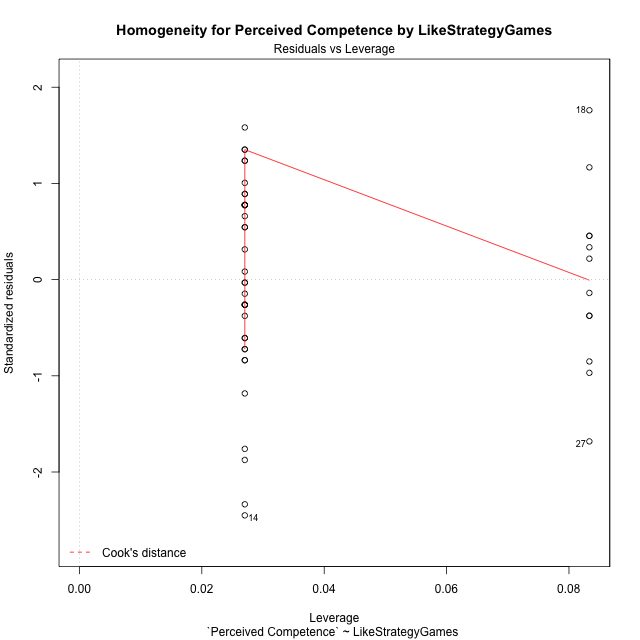 Homogeneity for Perceived Competence by LikeStrategyGames
Residuals vs Leverage
2
1
0
-1
-2
Standardized residuals
18
27
14
Cook's distance
0.00 0.02 0.04 0.06 0.08
Leverage
`Perceived Competence` ~ LikeStrategyGames